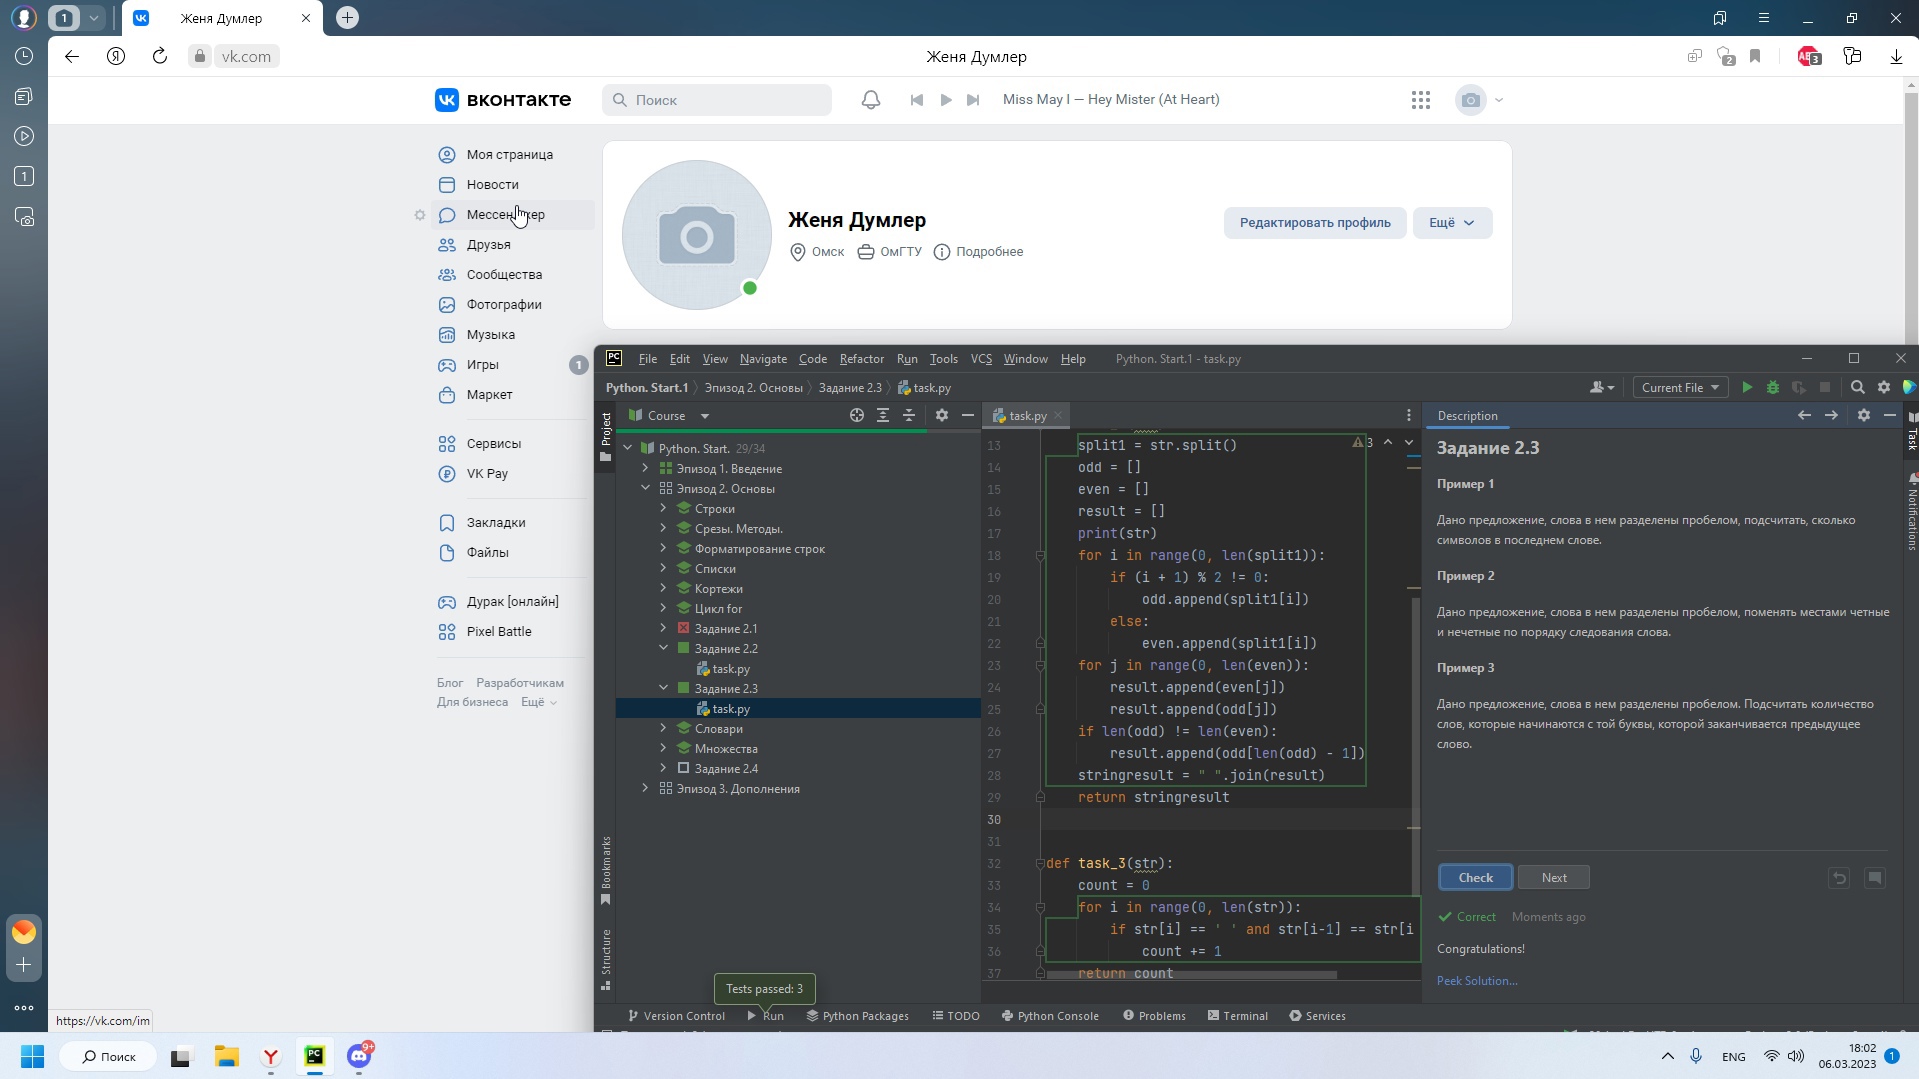 1
Женя Думлер
vk.com
Женя Думлер
2
3
вконтакте
Поиск
Miss May I — Hey Mister (At Heart)
1
Моя страница
Новости
Мессенджер
Друзья
Сообщества
Фотографии
Музыка
Игры
1
Маркет
Сервисы
VK Pay
Закладки
Файлы
Дурак [онлайн]
Pixel Battle
Блог Разработчикам
Для бизнеса Ещё
Женя Думлер
Омск ОмГТУ Подробнее
Редактировать профиль
Ещё
PC File Edit View Navigate Code Refactor Run Tools VCS Window Help Python. Start.1 - task.py
Python. Start.1 Эпизод 2. Основы Задание 2.3 task.py
Current File
Project
Course
Python. Start. 29/34
Эпизод 1. Введение
Эпизод 2. Основы
Строки
Срезы. Методы.
Форматирование строк
Списки
Кортежи
Цикл for
Задание 2.1
Задание 2.2
task.py
Задание 2.3
task.py
Словари
Множества
Задание 2.4
Эпизод 3. Дополнения
Bookmarks
Structure
task.py
3
13 split1 = str.split()
14 odd = []
15 even = []
16 result = []
17 print(str)
18 for i in range(0, len(split1)):
19 if (i + 1) % 2 != 0:
20 odd.append(split1[i])
21 else:
22 even.append(split1[i])
23 for j in range(0, len(even)):
24 result.append(even[j])
25 result.append(odd[j])
26 if len(odd) != len(even):
27 result.append(odd[len(odd) - 1])
28 stringresult = " ".join(result)
29 return stringresult
30
31
32 def task_3(str):
33 count = 0
34 for i in range(0, len(str)):
35 if str[i] == ' ' and str[i-1] == str[i
36 count += 1
37 return count
Description
Задание 2.3
Пример 1
Дано предложение, слова в нем разделены пробелом, подсчитать, сколько
символов в последнем слове.
Пример 2
Дано предложение, слова в нем разделены пробелом, поменять местами четные
и нечетные по порядку следования слова.
Пример 3
Дано предложение, слова в нем разделены пробелом. Подсчитать количество
слов, которые начинаются с той буквы, которой заканчивается предыдущее
слово.
Check
Next
Correct Moments ago
Congratulations!
Peek Solution...
Task
Notifications
Tests passed: 3
Version Control Run Python Packages TODO Python Console Problems Terminal Services
https://vk.com/im
Поиск
PC
9+
ENG
18:02
06.03.2023
1